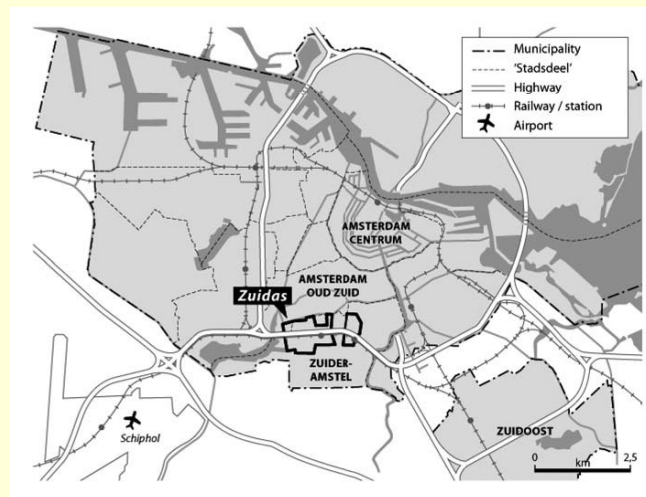 Municipality
'Stadsdeel'
Highway
Railway / station
Airport
AMSTERDAM
CENTRUM
AMSTERDAM
OUD ZUID
Zuidas
ZUIDER-
AMSTEL
Schiphol
ZUIDOOST
0 2,5
km